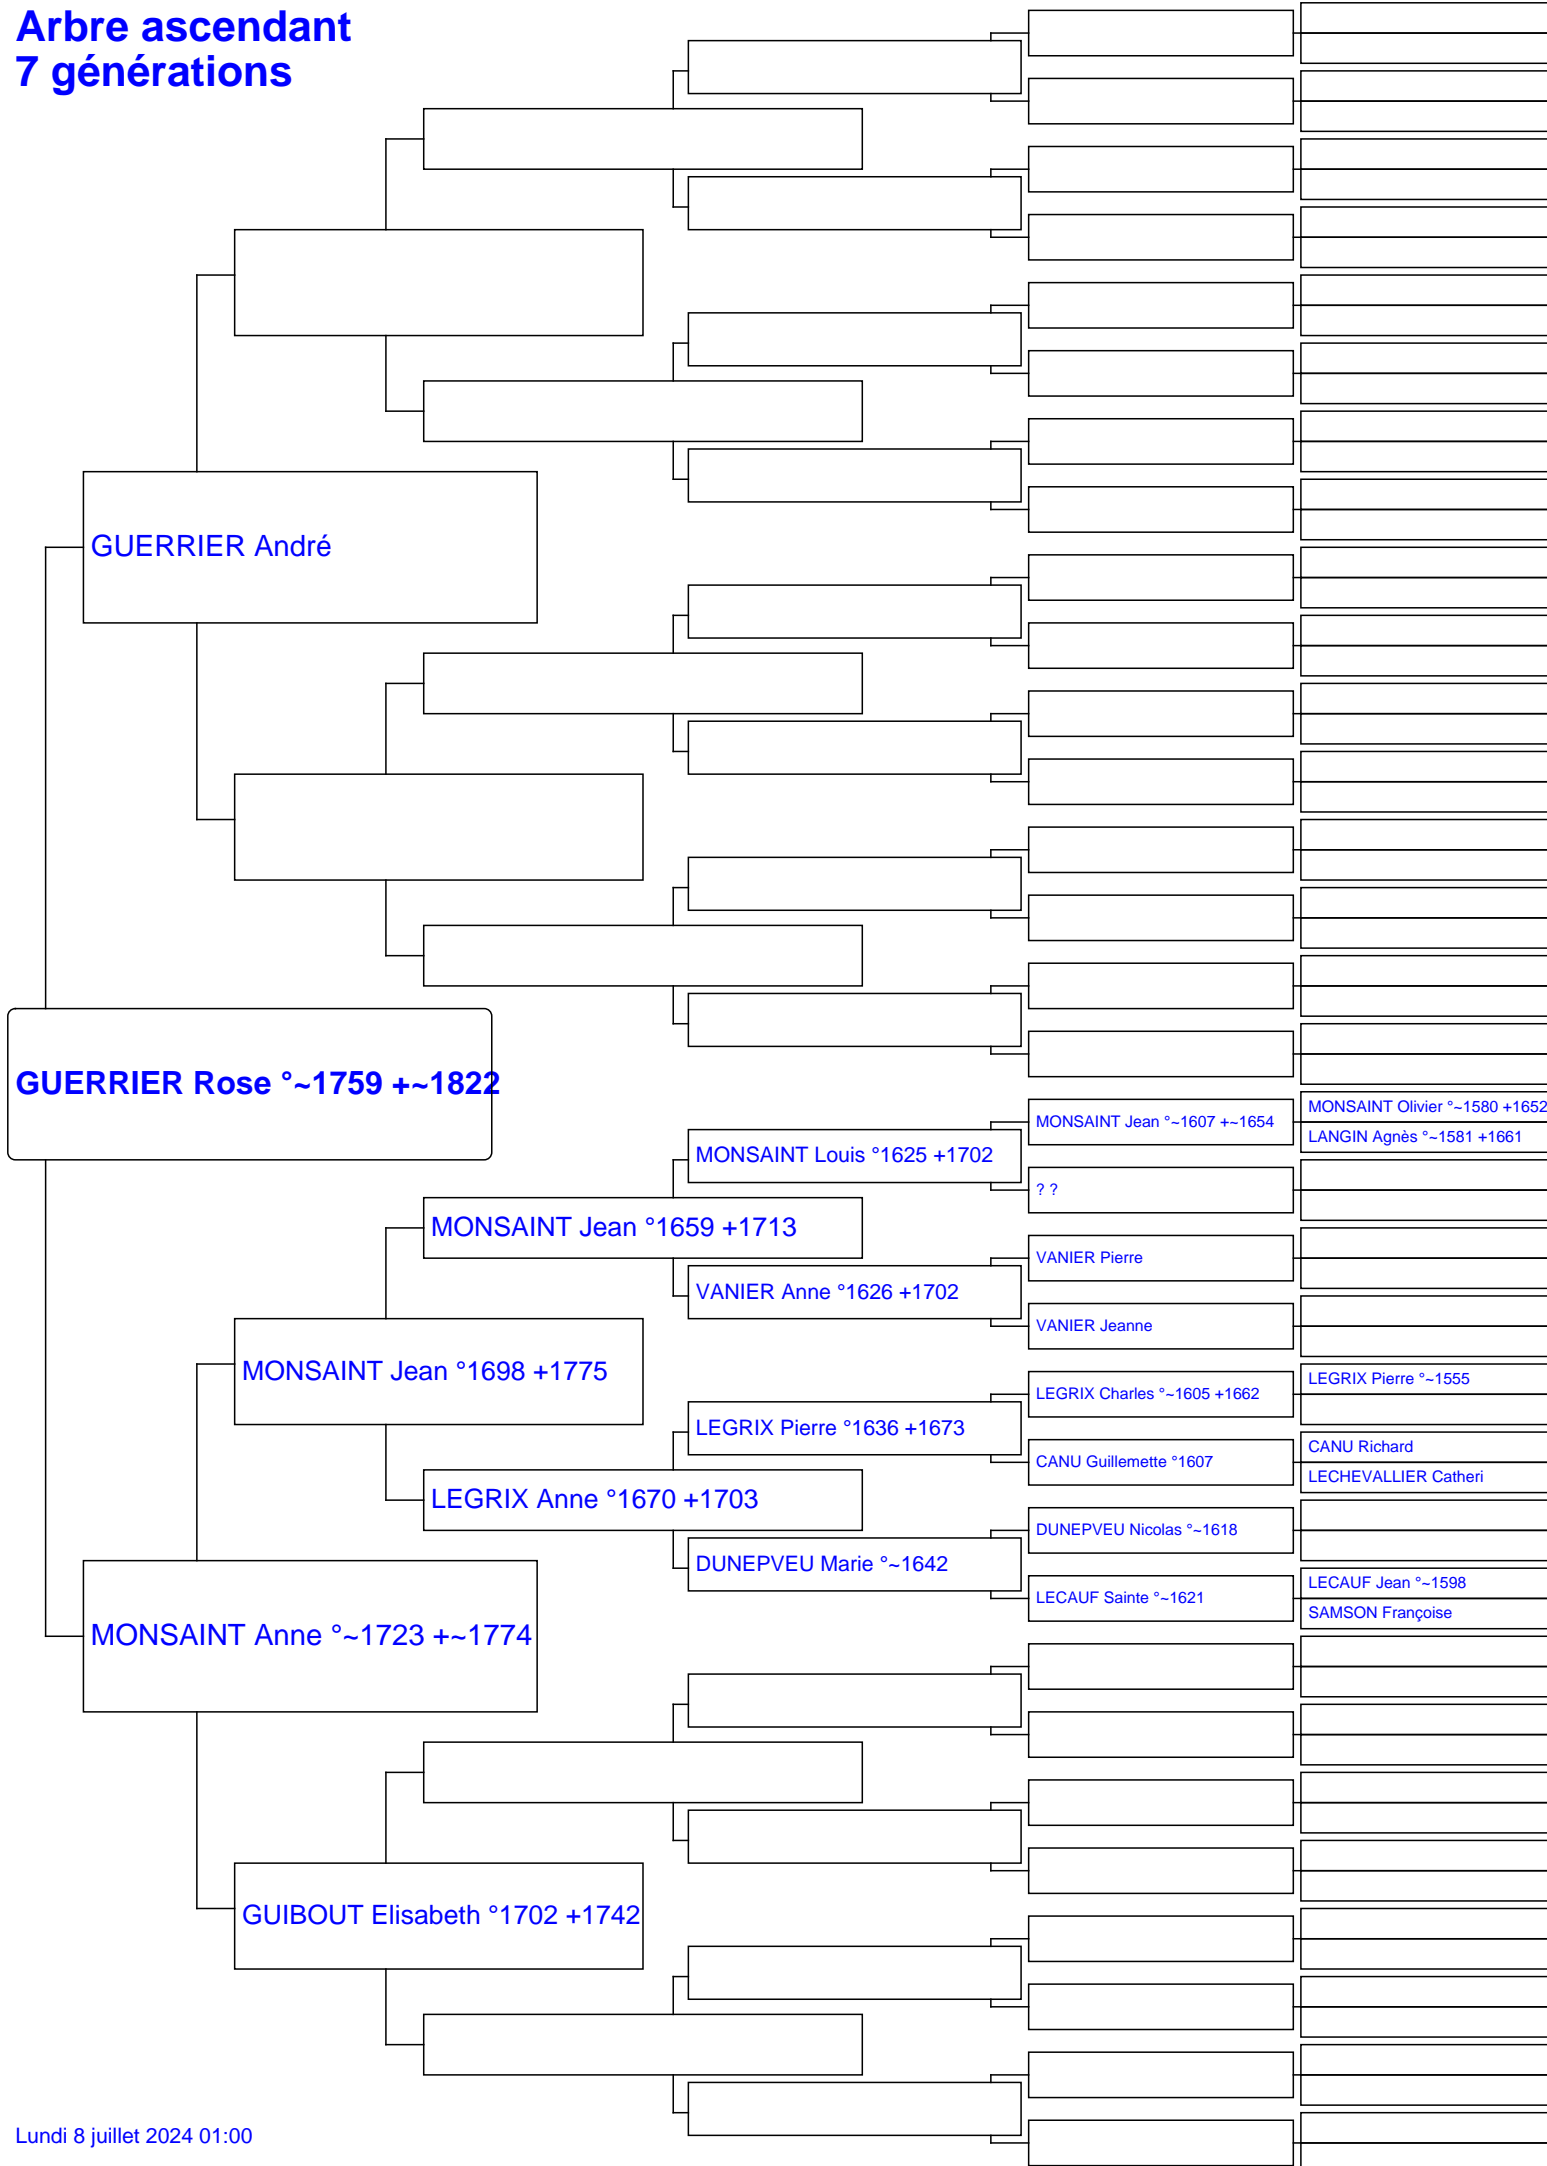 Arbre ascendant
7 générations
GUERRIER André
GUERRIER Rose °~1759 +~1822
MONSAINT Jean °~1607 +~1654
MONSAINT Olivier °~1580 +1652
LANGIN Agnès °~1581 +1661
MONSAINT Louis °1625 +1702
? ?
MONSAINT Jean °1659 +1713
VANIER Pierre
VANIER Anne °1626 +1702
VANIER Jeanne
MONSAINT Jean °1698 +1775
LEGRIX Charles °~1605 +1662
LEGRIX Pierre °~1555
LEGRIX Pierre °1636 +1673
CANU Guillemette °1607
CANU Richard
LECHEVALLIER Catheri
LEGRIX Anne °1670 +1703
DUNEPVEU Nicolas °~1618
DUNEPVEU Marie °~1642
LECAUF Sainte °~1621
LECAUF Jean °~1598
SAMSON Françoise
MONSAINT Anne °~1723 +~1774
GUIBOUT Elisabeth °1702 +1742
Lundi 8 juillet 2024 01:00